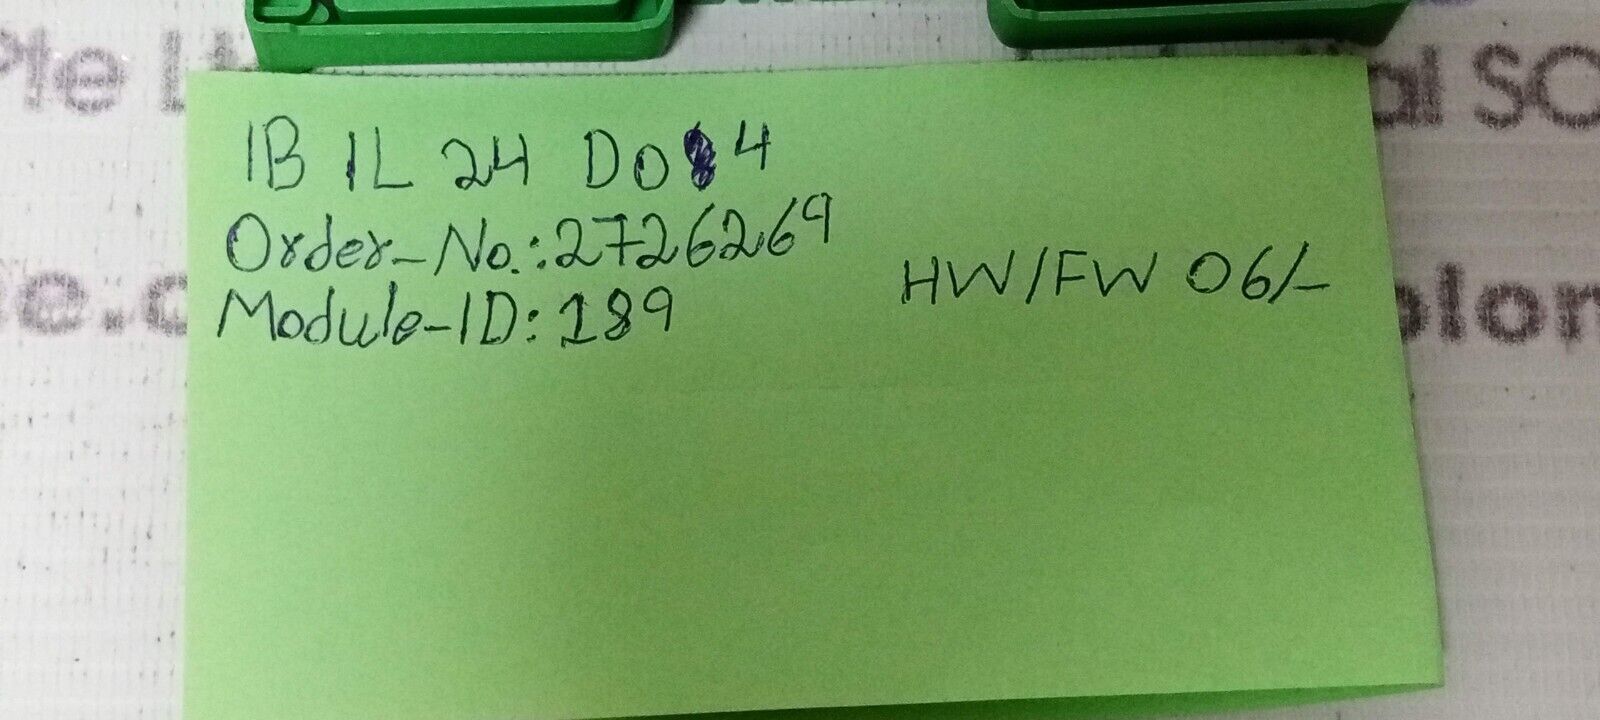 IB IL 24 DO 4
Order-No.: 2726269
Module-ID: 189
HW/FW 06/-